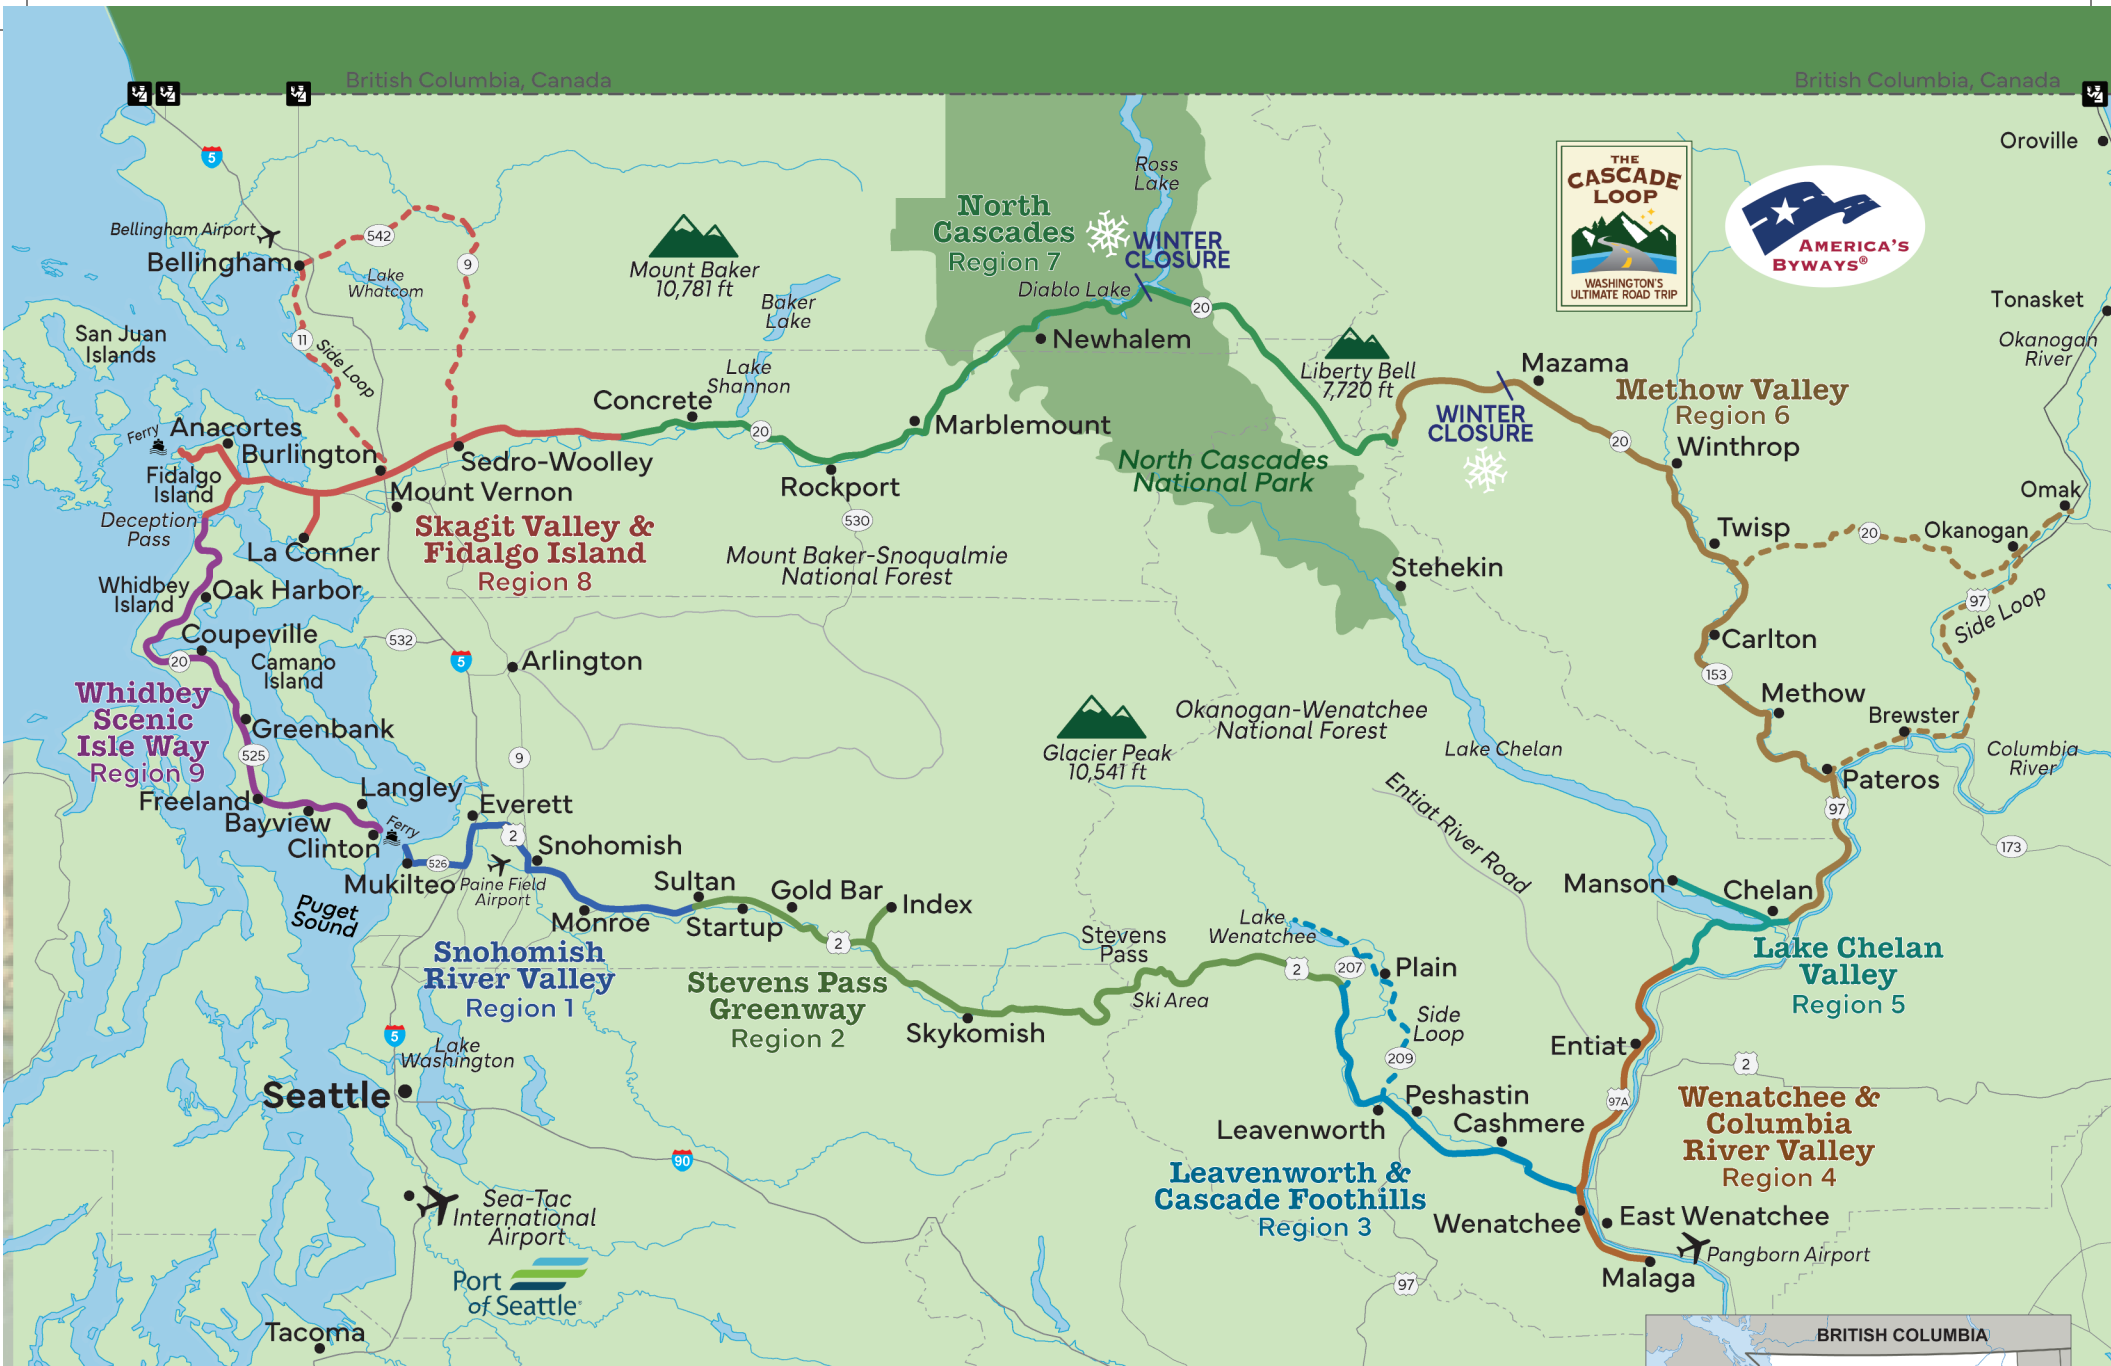 British Columbia, Canada
British Columbia, Canada
Oroville
5
THE
CASCADE
LOOP
WASHINGTON'S
ULTIMATE ROAD TRIP
AMERICA'S
BYWAYS®
Ross
Lake
North
Cascades
Region 7
WINTER
CLOSURE
Diablo Lake
Bellingham Airport
Bellingham
542
9
Lake
Whatcom
Mount Baker
10,781 ft
Baker
Lake
20
Newhalem
Tonasket
Okanogan
River
San Juan
Islands
11
Side Loop
Lake
Shannon
Liberty Bell
7,720 ft
Mazama
Methow Valley
Region 6
WINTER
CLOSURE
20
Winthrop
Concrete
20
Marblemount
Ferry
Anacortes
Burlington
Sedro-Woolley
Fidalgo
Island
Mount Vernon
Rockport
530
North Cascades
National Park
Omak
Deception
Pass
La Conner
Skagit Valley &
Fidalgo Island
Region 8
Mount Baker-Snoqualmie
National Forest
Stehekin
Twisp
20
Okanogan
97
Side Loop
Whidbey
Island
Oak Harbor
Coupeville
20
Camano
Island
532
5
Arlington
Carlton
153
Methow
Brewster
Columbia
River
Pateros
97
173
Whidbey
Scenic
Isle Way
Region 9
Greenbank
525
9
Glacier Peak
10,541 ft
Okanogan-Wenatchee
National Forest
Lake Chelan
Entiat River Road
Langley
Freeland
Bayview
Clinton
Ferry
Everett
2
Snohomish
526
Mukilteo
Paine Field
Airport
Puget
Sound
Monroe
Sultan
Startup
Gold Bar
Index
2
Manson
Chelan
Lake Chelan
Valley
Region 5
Snohomish
River Valley
Region 1
Stevens Pass
Greenway
Region 2
Skykomish
Stevens
Pass
Ski Area
Lake
Wenatchee
2
207
Plain
Side
Loop
209
Entiat
2
97A
5
Lake
Washington
Seattle
90
Peshastin
Cashmere
Leavenworth
Leavenworth &
Cascade Foothills
Region 3
Wenatchee &
Columbia
River Valley
Region 4
Wenatchee
East Wenatchee
Pangborn Airport
Malaga
97
Sea-Tac
International
Airport
Port
of Seattle®
Tacoma
BRITISH COLUMBIA